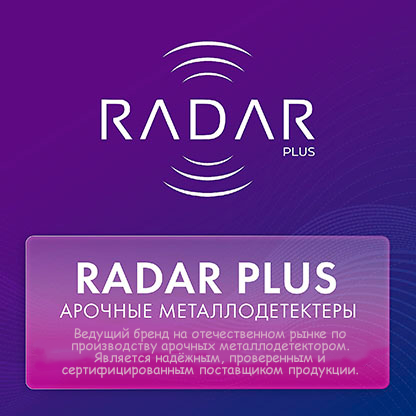 RADAR
PLUS
RADAR PLUS
АРОЧНЫЕ МЕТАЛЛОДЕТЕКТЕРЫ
Ведущий бренд на отечественном рынке по
производству арочных металлодетектором.
Является надёжным, проверенным и
сертифицированным поставщиком продукции.